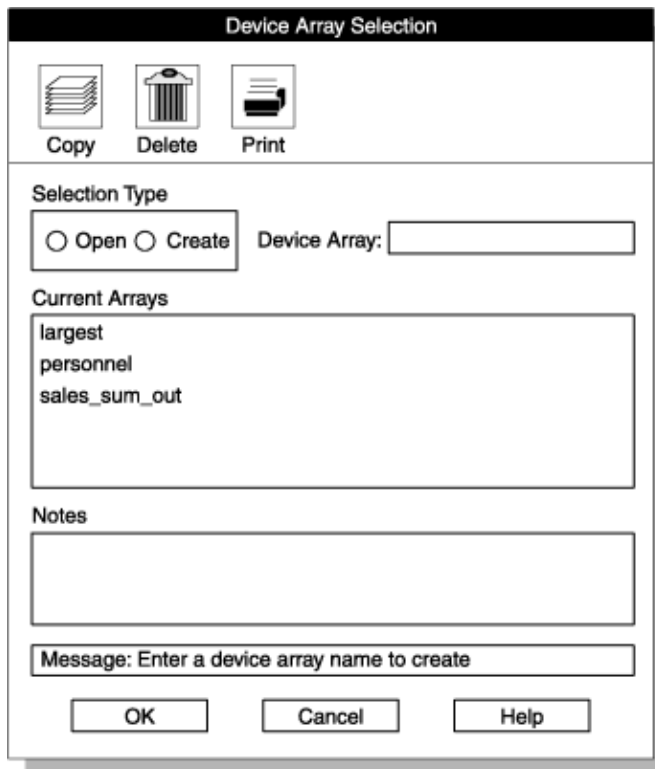 Device Array Selection
Copy Delete Print
Selection Type
Open Create Device Array:
Current Arrays
largest
personnel
sales_sum_out
Notes
Message: Enter a device array name to create
OK Cancel Help